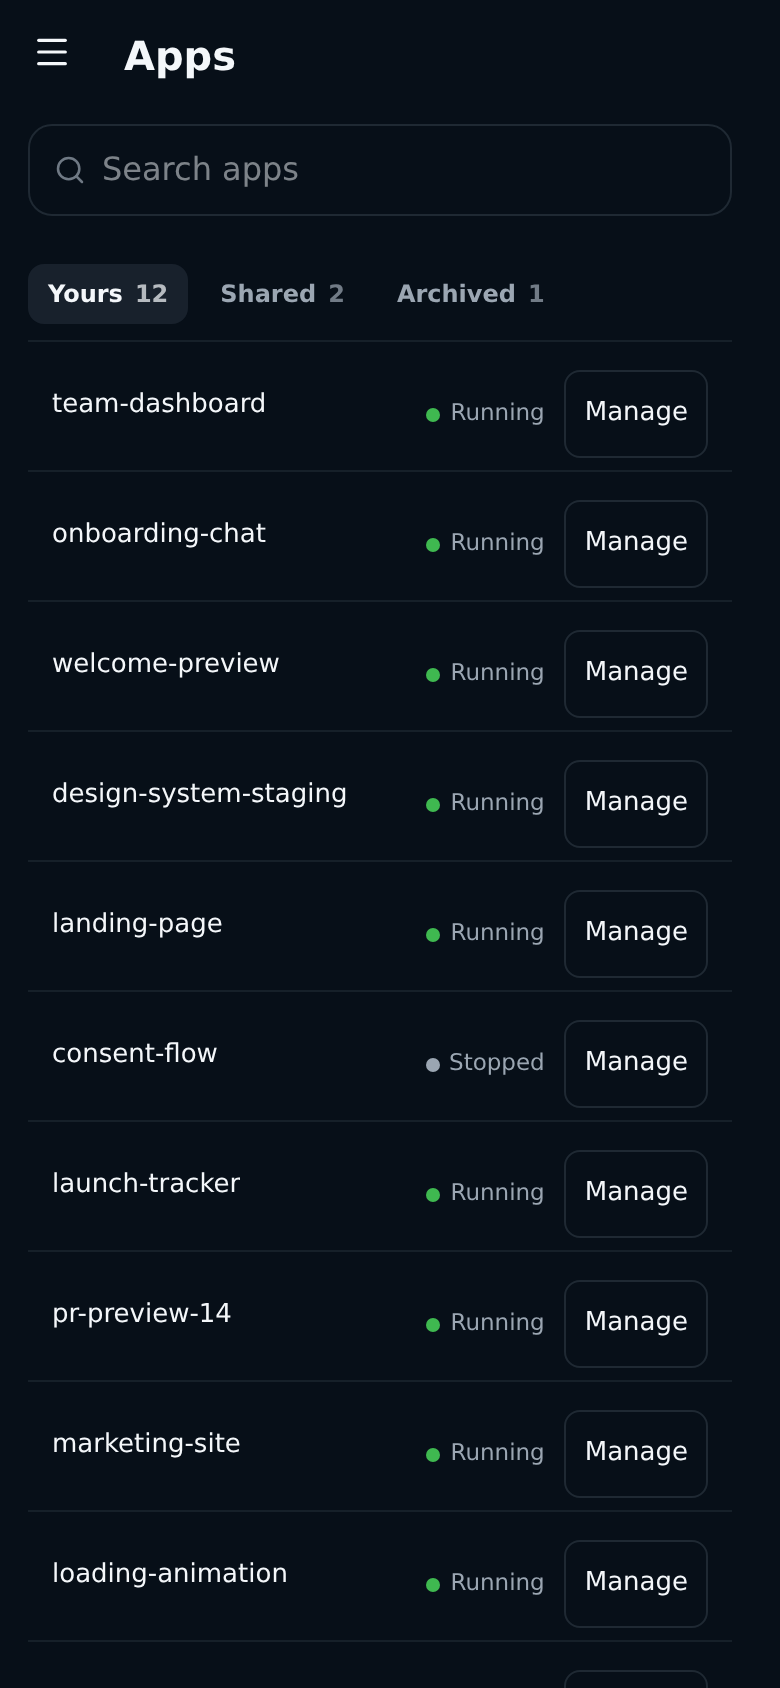 Apps
Search apps
Yours 12 Shared 2 Archived 1
team-dashboard Running Manage
onboarding-chat Running Manage
welcome-preview Running Manage
design-system-staging Running Manage
landing-page Running Manage
consent-flow Stopped Manage
launch-tracker Running Manage
pr-preview-14 Running Manage
marketing-site Running Manage
loading-animation Running Manage